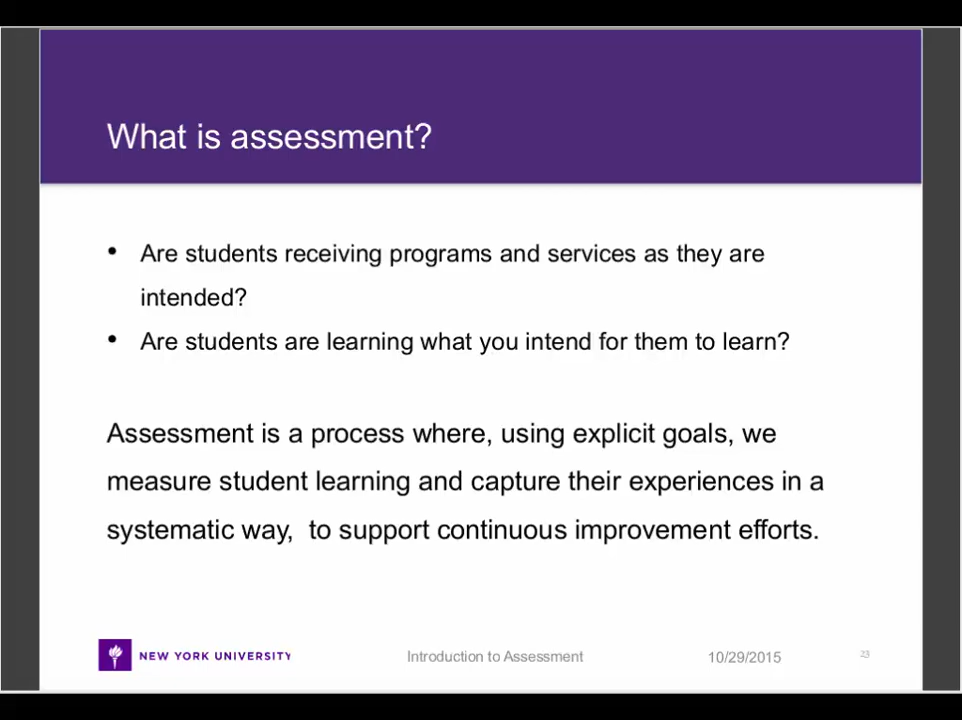 What is assessment?
• Are students receiving programs and services as they are
intended?
• Are students are learning what you intend for them to learn?
Assessment is a process where, using explicit goals, we
measure student learning and capture their experiences in a
systematic way,  to support continuous improvement efforts.
NEW YORK UNIVERSITY
Introduction to Assessment
10/29/2015
23